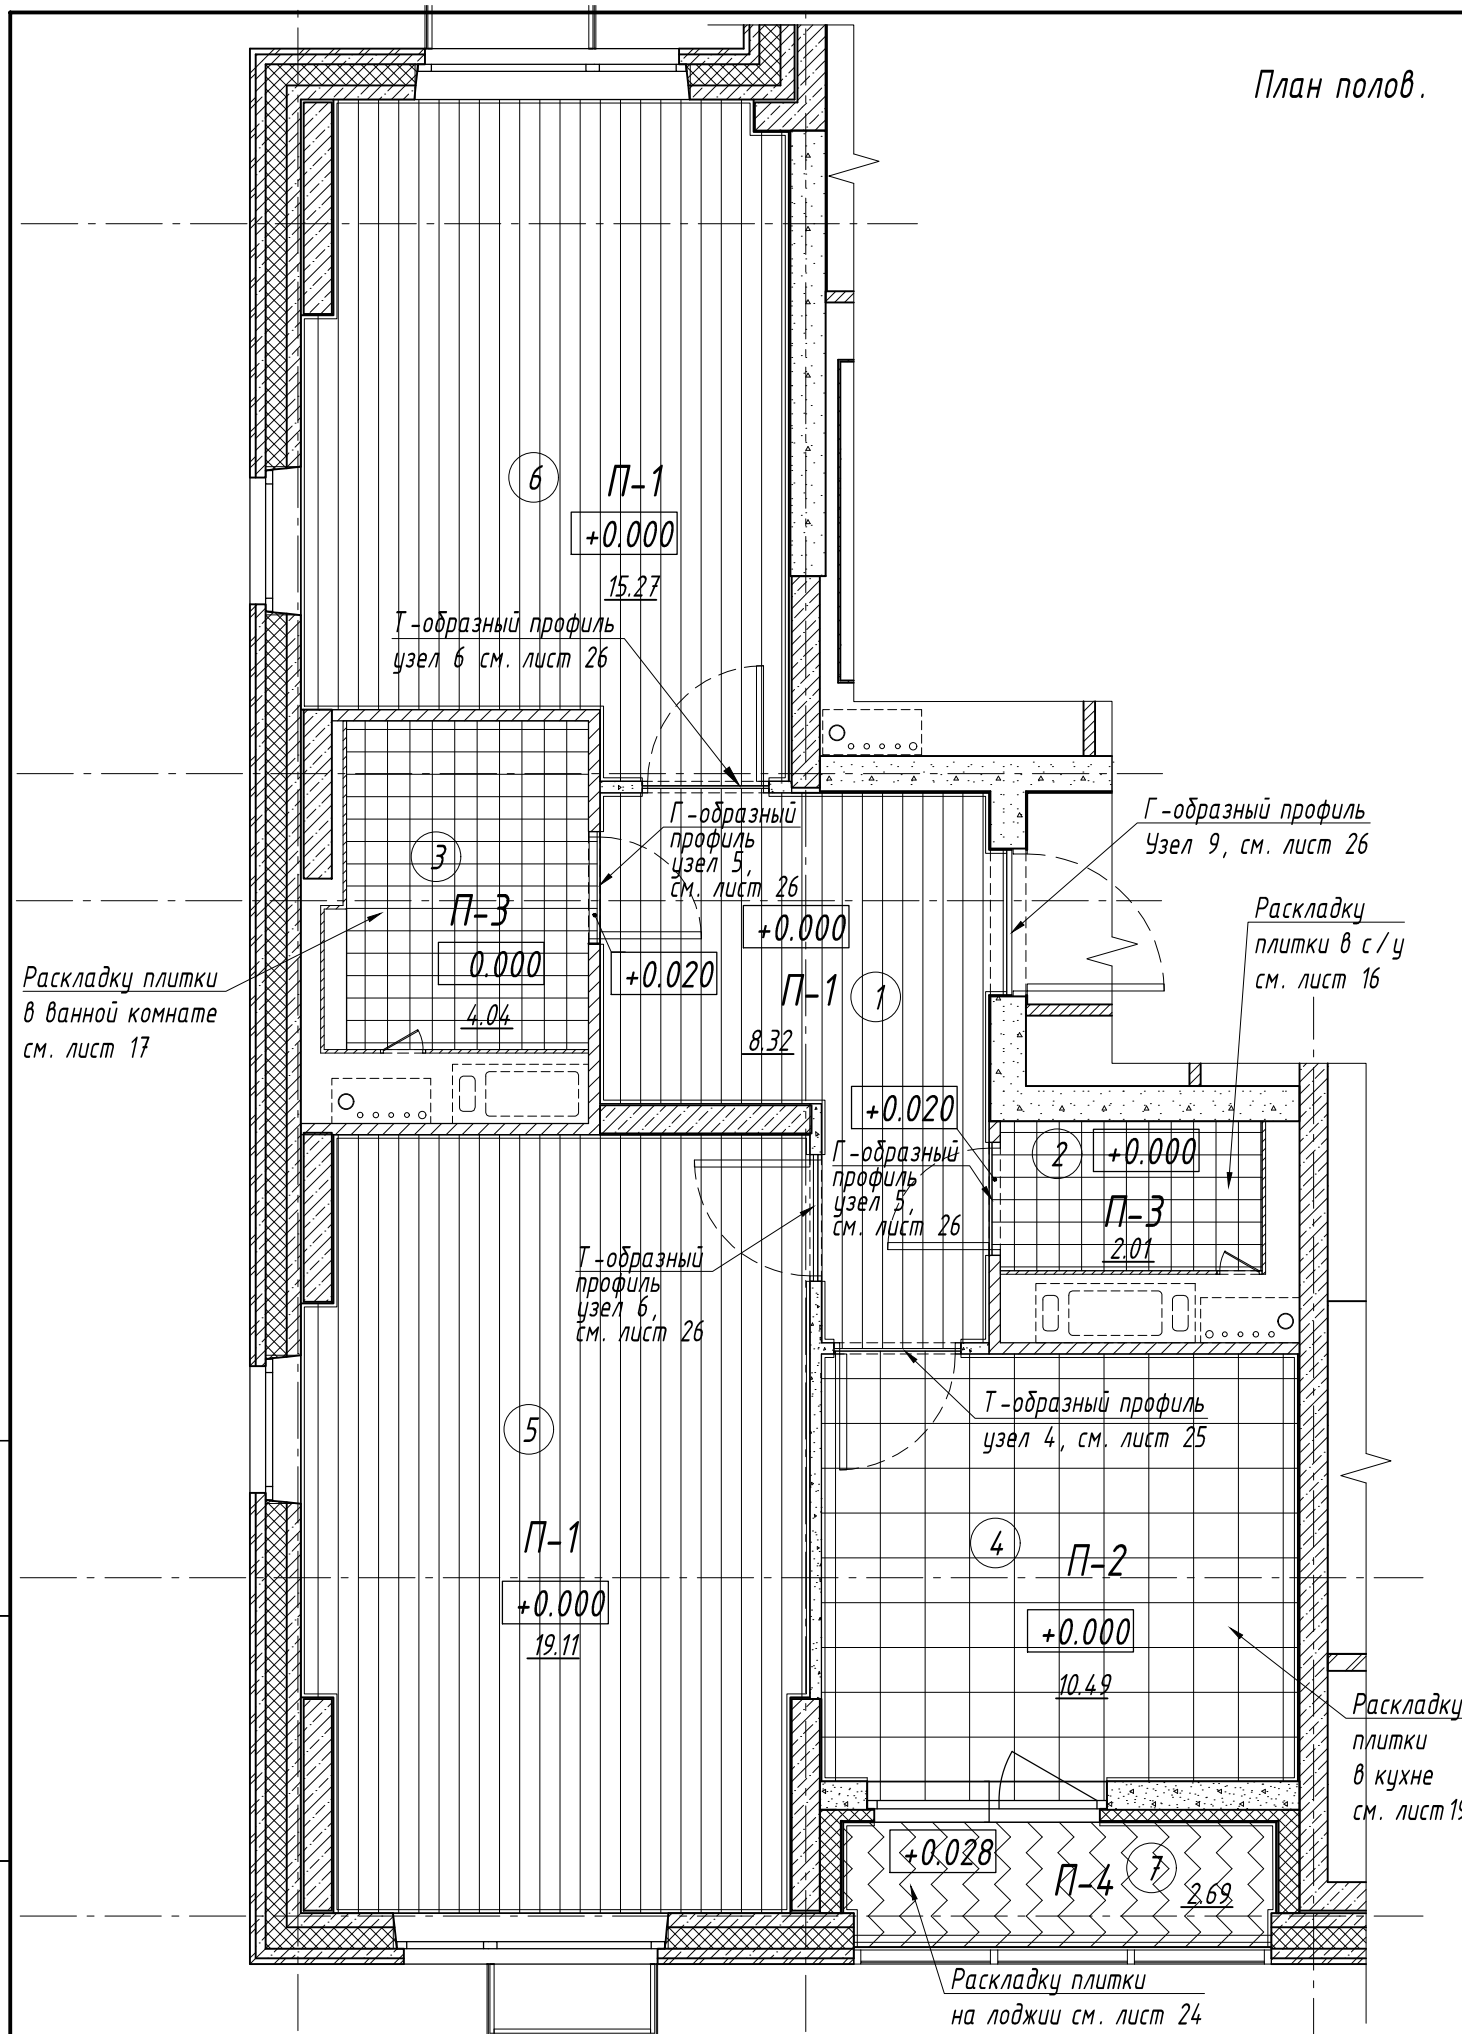 План полов.
6
П-1
+0.000
15.27
Т-образный профиль
узел 6 см. лист 26
Г-образный
профиль
узел 5,
см. лист 26
Г-образный профиль
Узел 9, см. лист 26
3
П-3
0.000
4.04
+0.020
+0.000
П-1
1
8.32
Раскладку
плитки в с/у
см. лист 16
Раскладку плитки
в ванной комнате
см. лист 17
+0.020
Г-образный
профиль
узел 5,
см. лист 26
2
+0.000
П-3
2.01
Т-образный
профиль
узел 6,
см. лист 26
Т-образный профиль
узел 4, см. лист 25
5
П-1
+0.000
19.11
4
П-2
+0.000
10.49
Раскладку
плитки
в кухне
см. лист 19
+0.028
П-4
7
2.69
Раскладку плитки
на лоджии см. лист 24